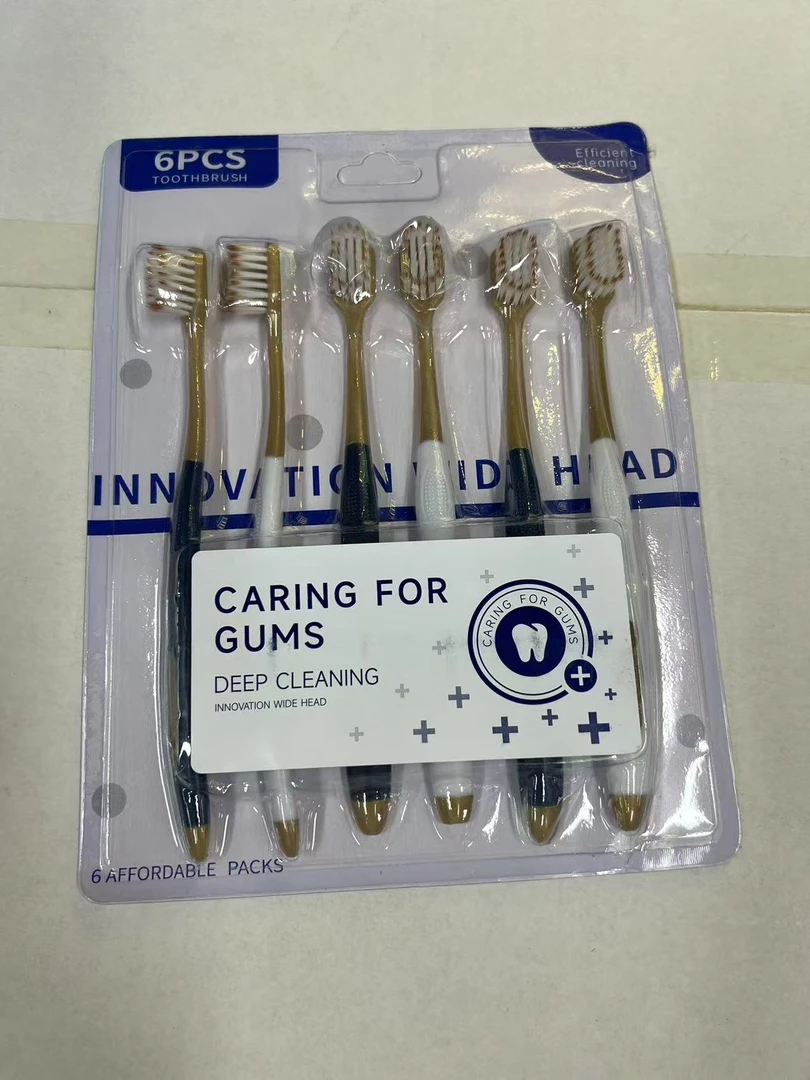 6PCS
TOOTHBRUSH
Efficient
cleaning
INNOVATION WIDE HEAD
CARING FOR
GUMS
DEEP CLEANING
INNOVATION WIDE HEAD
CARING FOR GUMS
6 AFFORDABLE PACKS